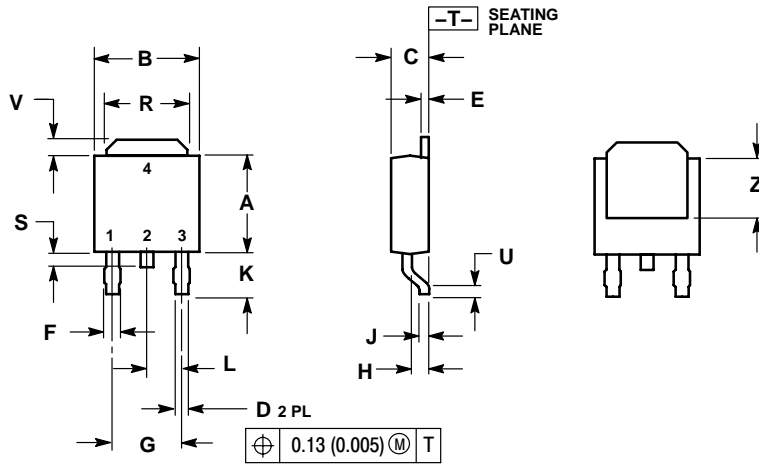 –T–
SEATING
PLANE
B
C
V
R
E
4
Z
A
S
1 2 3
U
K
F
J
L
H
D 2 PL
G
⌖ 0.13 (0.005) Ⓜ T